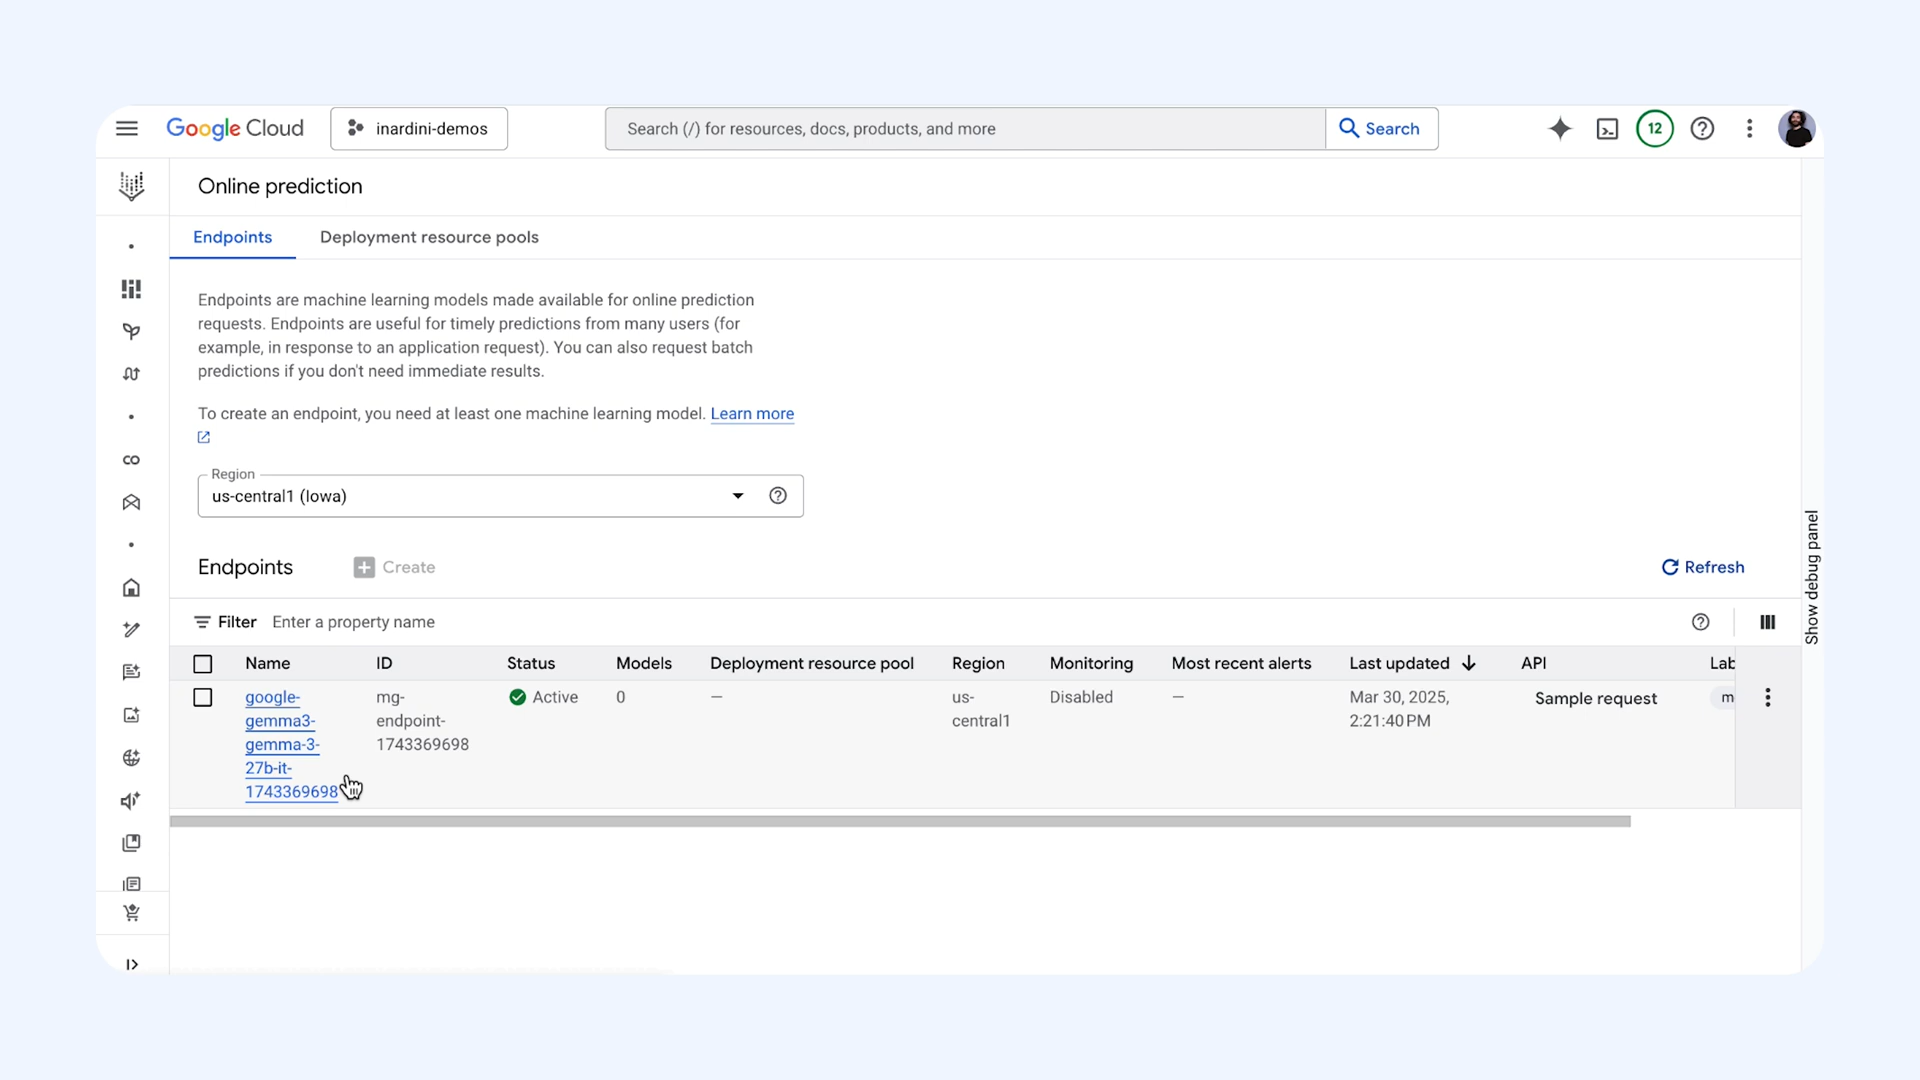 Google Cloud
inardini-demos
Search (/) for resources, docs, products, and more
Search
12
Online prediction
Endpoints
Deployment resource pools
Endpoints are machine learning models made available for online prediction
requests. Endpoints are useful for timely predictions from many users (for
example, in response to an application request). You can also request batch
predictions if you don't need immediate results.
To create an endpoint, you need at least one machine learning model. Learn more
Region
us-central1 (Iowa)
Endpoints
Create
Refresh
Show debug panel
Filter
Enter a property name
Name ID Status Models Deployment resource pool Region Monitoring Most recent alerts Last updated API Lab
google-
gemma3-
gemma-3-
27b-it-
1743369698
mg-
endpoint-
1743369698
Active
0
—
us-
central1
Disabled
—
Mar 30, 2025,
2:21:40 PM
Sample request
m